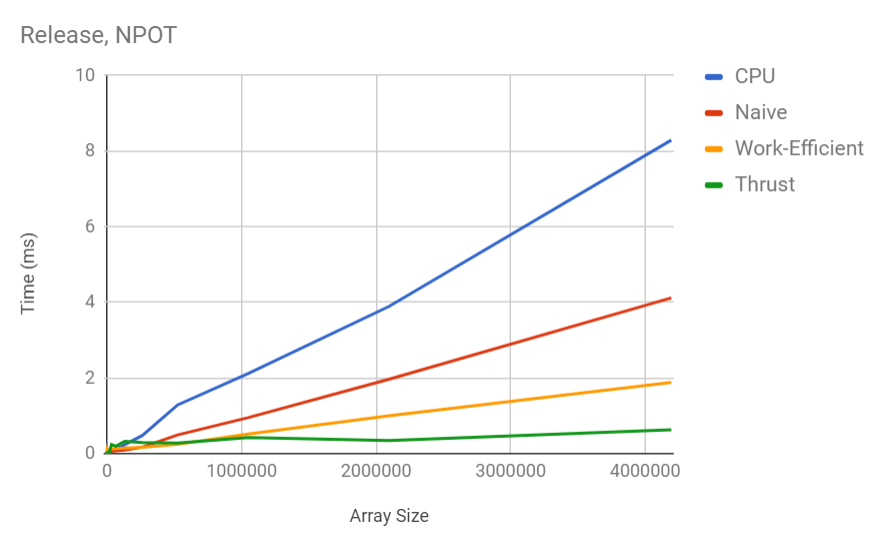 Release, NPOT
10
8
6
4
2
0
Time (ms)
0 1000000 2000000 3000000 4000000
Array Size
CPU
Naive
Work-Efficient
Thrust